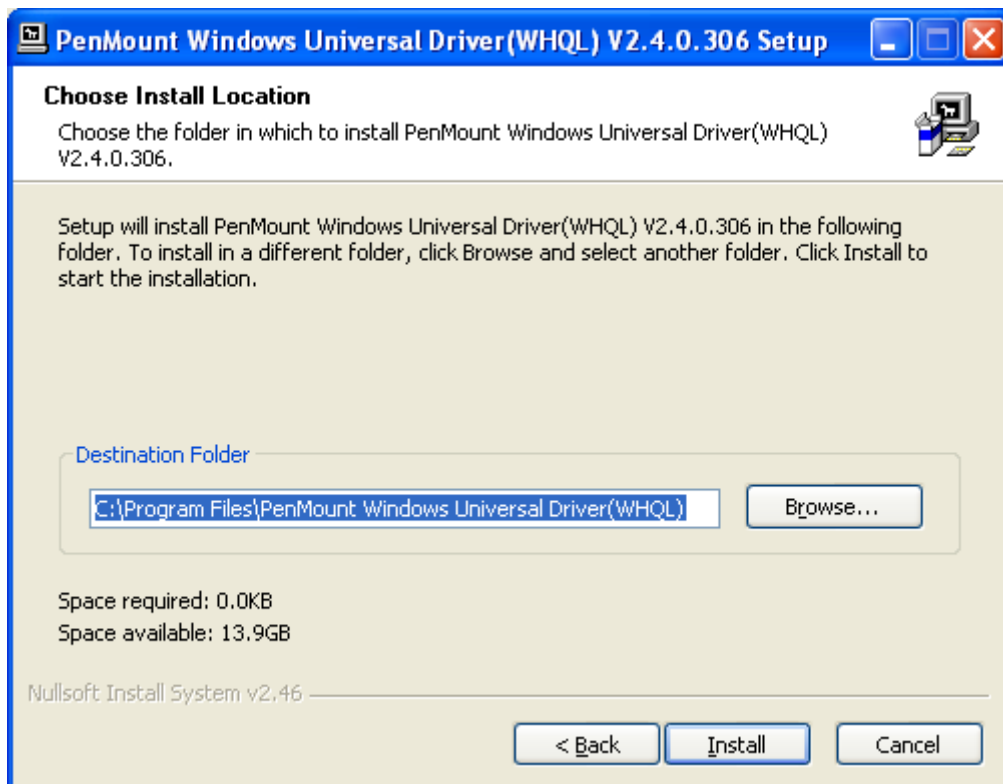 PenMount Windows Universal Driver(WHQL) V2.4.0.306 Setup
Choose Install Location
Choose the folder in which to install PenMount Windows Universal Driver(WHQL)
V2.4.0.306.
Setup will install PenMount Windows Universal Driver(WHQL) V2.4.0.306 in the following
folder. To install in a different folder, click Browse and select another folder. Click Install to
start the installation.
Destination Folder
C:\Program Files\PenMount Windows Universal Driver(WHQL)
Browse...
Space required: 0.0KB
Space available: 13.9GB
Nullsoft Install System v2.46
< Back
Install
Cancel